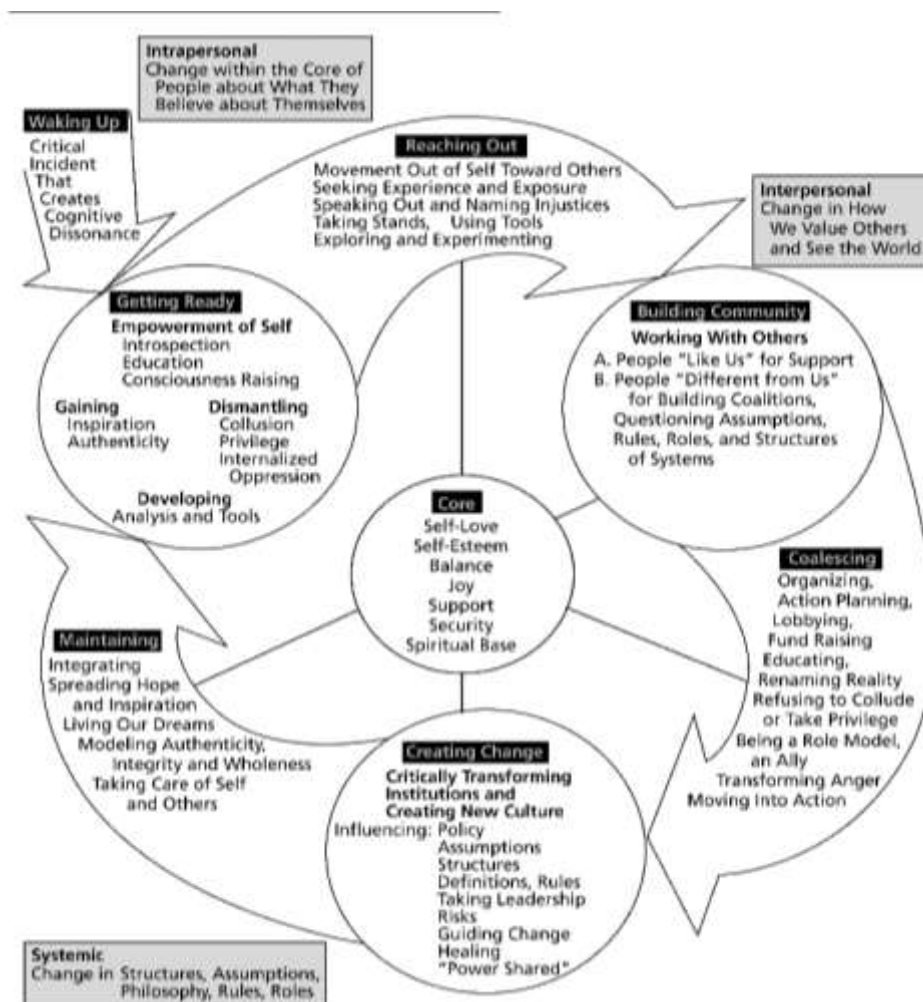 Intrapersonal
Change within the Core of
People about What They
Believe about Themselves
Waking Up
Critical
Incident
That
Creates
Cognitive
Dissonance
Reaching Out
Movement Out of Self Toward Others
Seeking Experience and Exposure
Speaking Out and Naming Injustices
Taking Stands, Using Tools
Exploring and Experimenting
Interpersonal
Change in How
We Value Others
and See the World
Getting Ready
Empowerment of Self
Introspection
Education
Consciousness Raising
Gaining
Inspiration
Authenticity
Dismantling
Collusion
Privilege
Internalized
Oppression
Developing
Analysis and Tools
Building Community
Working With Others
A. People "Like Us" for Support
B. People "Different from Us"
for Building Coalitions,
Questioning Assumptions,
Rules, Roles, and Structures
of Systems
Core
Self-Love
Self-Esteem
Balance
Joy
Support
Security
Spiritual Base
Coalescing
Organizing,
Action Planning,
Lobbying,
Fund Raising
Educating,
Renaming Reality
Refusing to Collude
or Take Privilege
Being a Role Model,
an Ally
Transforming Anger
Moving Into Action
Maintaining
Integrating
Spreading Hope
and Inspiration
Living Our Dreams
Modeling Authenticity,
Integrity and Wholeness
Taking Care of Self
and Others
Creating Change
Critically Transforming
Institutions and
Creating New Culture
Influencing: Policy
Assumptions
Structures
Definitions, Rules
Taking Leadership
Risks
Guiding Change
Healing
"Power Shared"
Systemic
Change in Structures, Assumptions,
Philosophy, Rules, Roles